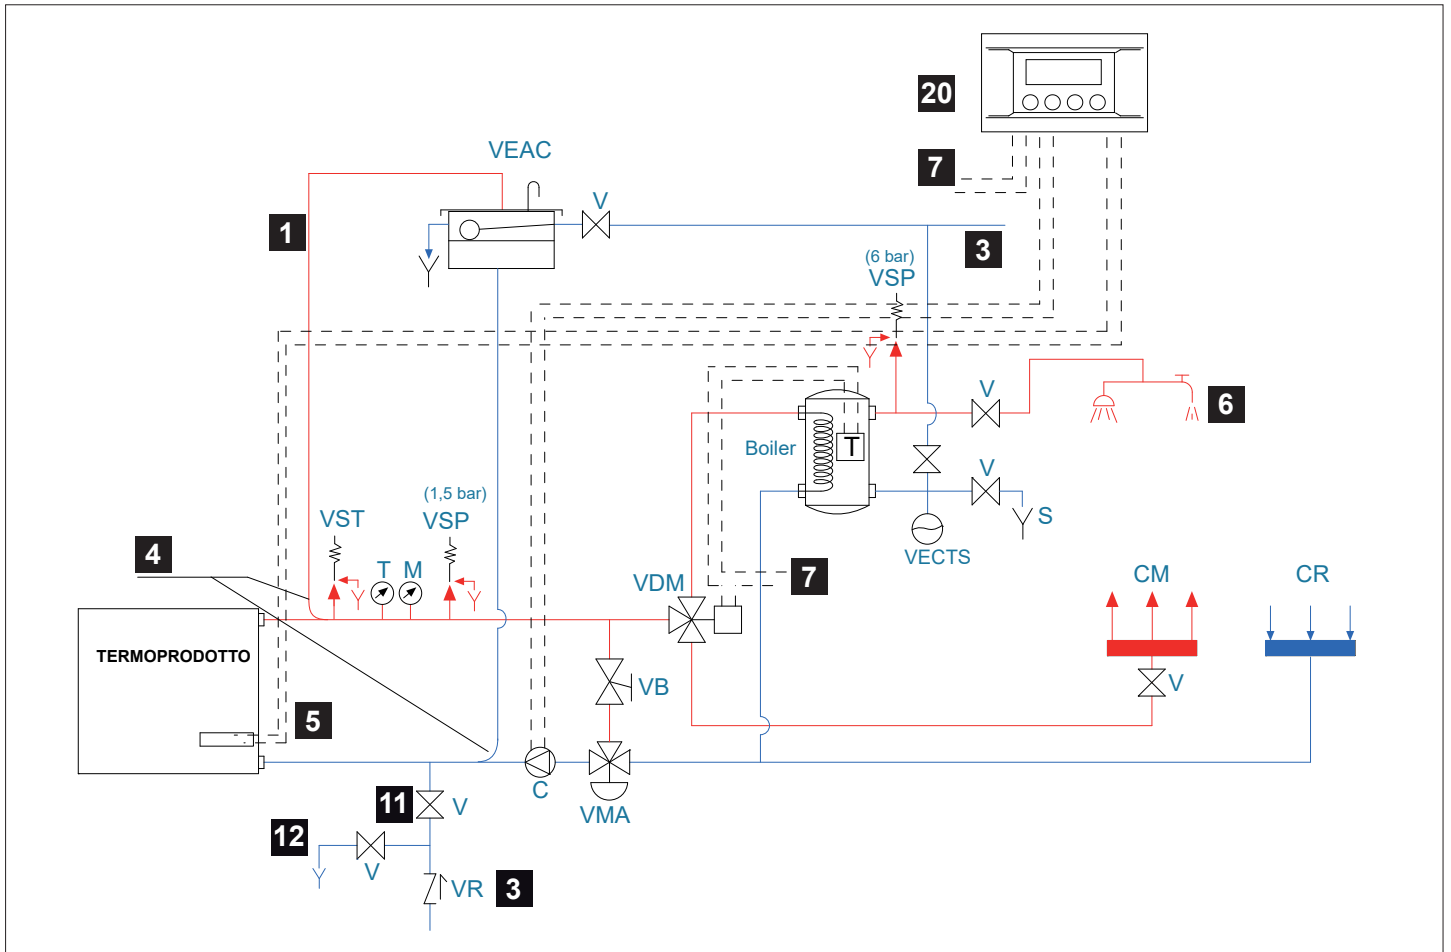 20
VEAC
7
V
1
3
(6 bar)
VSP
V
6
Boiler
T
(1,5 bar)
V
VST
VSP
S
4
VECTS
T
M
7
VDM
CM
CR
TERMOPRODOTTO
VB
V
5
C
11
V
VMA
12
V
VR
3